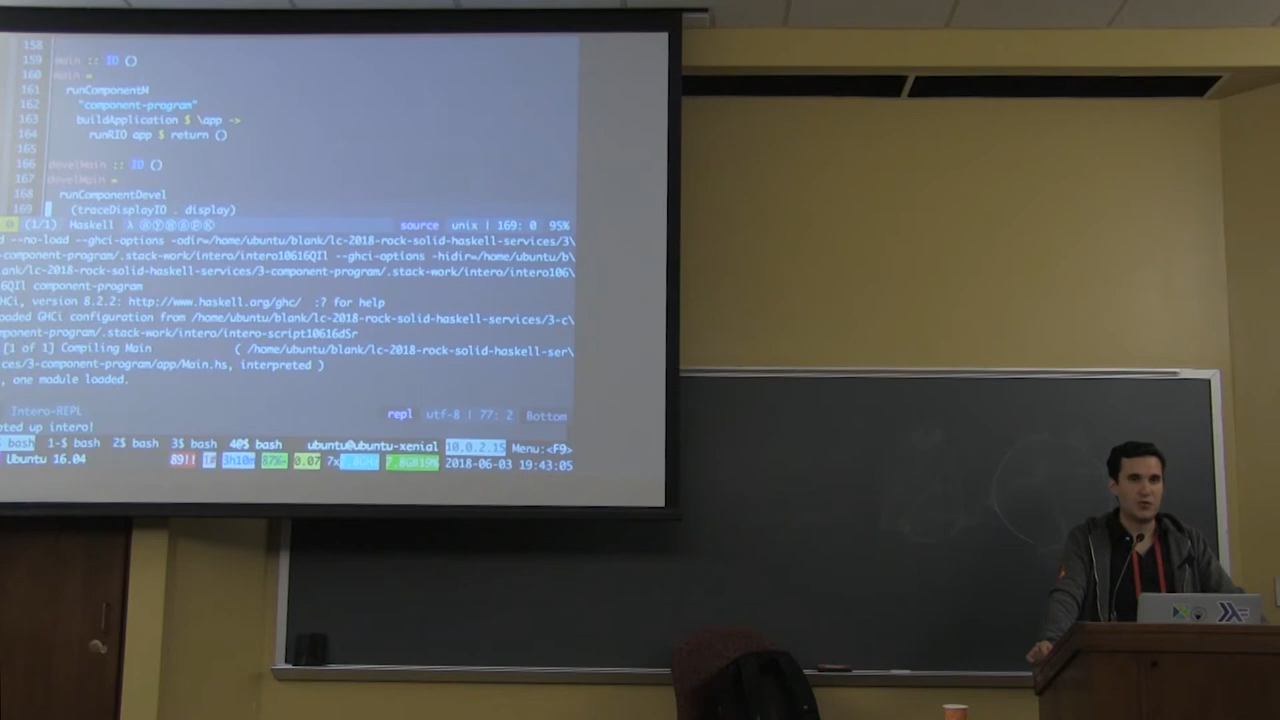 158
159 main :: IO ()
160 main =
161 runComponentM
162 "component-program"
163 buildApplication $ \app ->
164 runRIO app $ return ()
165
166 develMain :: IO ()
167 develMain =
168 runComponentDevel
169 (traceDisplayIO . display)
(1/1) Haskell λ source unix | 169: 0 95%
d --no-load --ghci-options -odir=/home/ubuntu/blank/lc-2018-rock-solid-haskell-services/3\
-component-program/.stack-work/intero/intero10616QIl --ghci-options -hidir=/home/ubuntu/b\
ank/lc-2018-rock-solid-haskell-services/3-component-program/.stack-work/intero/intero106\
6QIl component-program
HCi, version 8.2.2: http://www.haskell.org/ghc/ :? for help
oaded GHCi configuration from /home/ubuntu/blank/lc-2018-rock-solid-haskell-services/3-c\
ponent-program/.stack-work/intero/intero-script10616dSr
[1 of 1] Compiling Main ( /home/ubuntu/blank/lc-2018-rock-solid-haskell-ser\
ces/3-component-program/app/Main.hs, interpreted )
, one module loaded.
Intero-REPL repl utf-8 | 77: 2 Bottom
oted up intero!
bash 1-$ bash 2$ bash 3$ bash 40$ bash ubuntu@ubuntu-xenial 10.0.2.15 Menu:<F9>
Ubuntu 16.04 89!! 3h10m 87% 0.07 2018-06-03 19:43:05